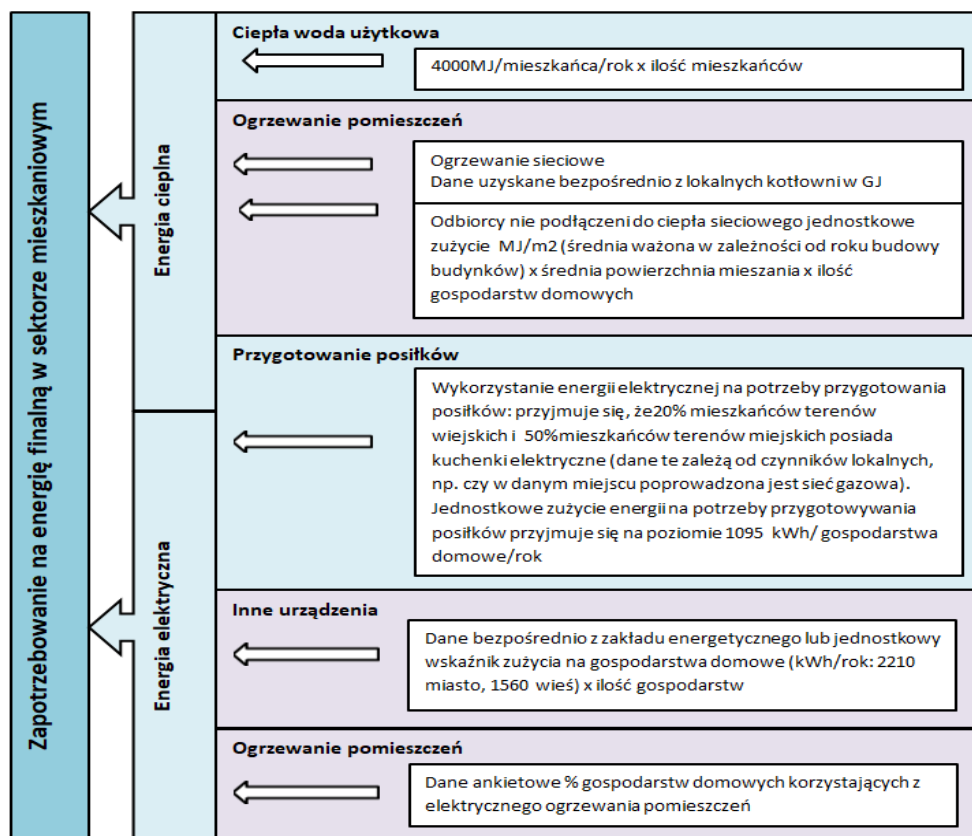 Zapotrzebowanie na energię finalną w sektorze mieszkaniowym
Energia cieplna
Ciepła woda użytkowa
4000MJ/mieszkańca/rok x ilość mieszkańców
Ogrzewanie pomieszczeń
Ogrzewanie sieciowe
Dane uzyskane bezpośrednio z lokalnych kotłowni w GJ
Odbiorcy nie podłączeni do ciepła sieciowego jednostkowe
zużycie MJ/m2 (średnia ważona w zależności od roku budowy
budynków) x średnia powierzchnia mieszania x ilość
gospodarstw domowych
Przygotowanie posiłków
Wykorzystanie energii elektrycznej na potrzeby przygotowania
posiłków: przyjmuje się, że20% mieszkańców terenów
wiejskich i 50%mieszkańców terenów miejskich posiada
kuchenki elektryczne (dane te zależą od czynników lokalnych,
np. czy w danym miejscu poprowadzona jest sieć gazowa).
Jednostkowe zużycie energii na potrzeby przygotowywania
posiłków przyjmuje się na poziomie 1095 kWh/ gospodarstwa
domowe/rok
Energia elektryczna
Inne urządzenia
Dane bezpośrednio z zakładu energetycznego lub jednostkowy
wskaźnik zużycia na gospodarstwa domowe (kWh/rok: 2210
miasto, 1560 wieś) x ilość gospodarstw
Ogrzewanie pomieszczeń
Dane ankietowe % gospodarstw domowych korzystających z
elektrycznego ogrzewania pomieszczeń